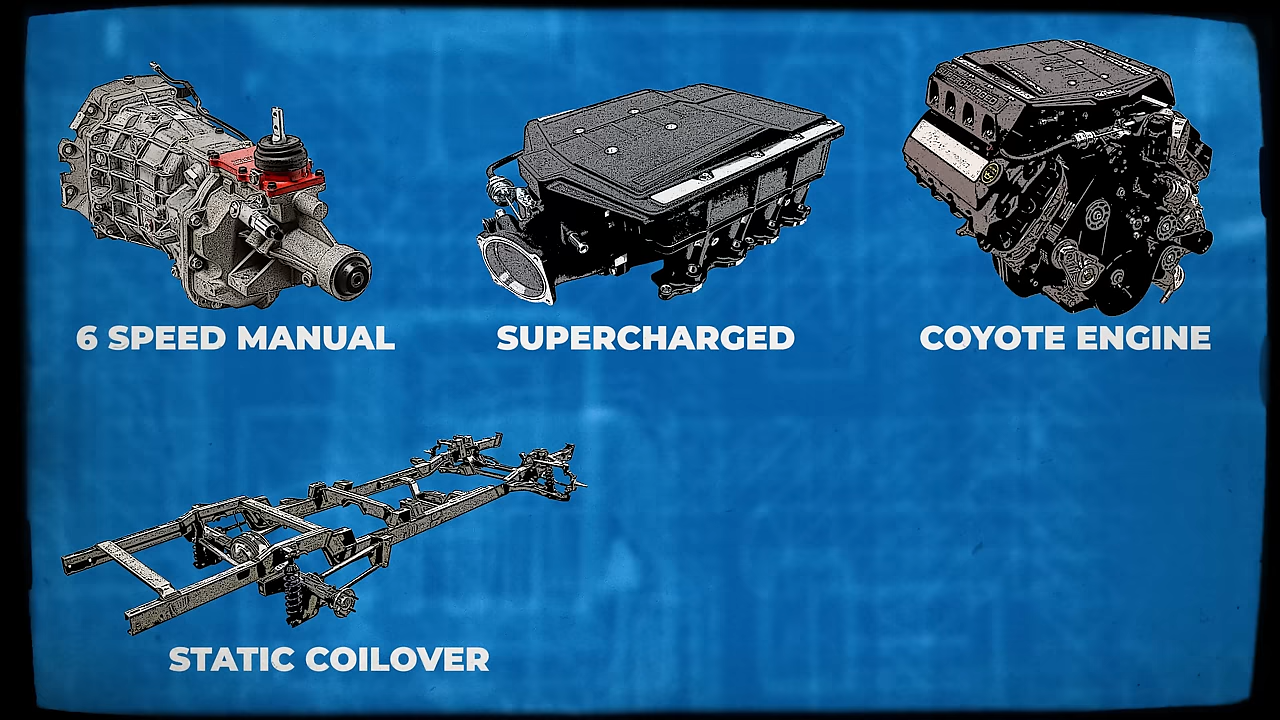 6 SPEED MANUAL
SUPERCHARGED
COYOTE ENGINE
STATIC COILOVER